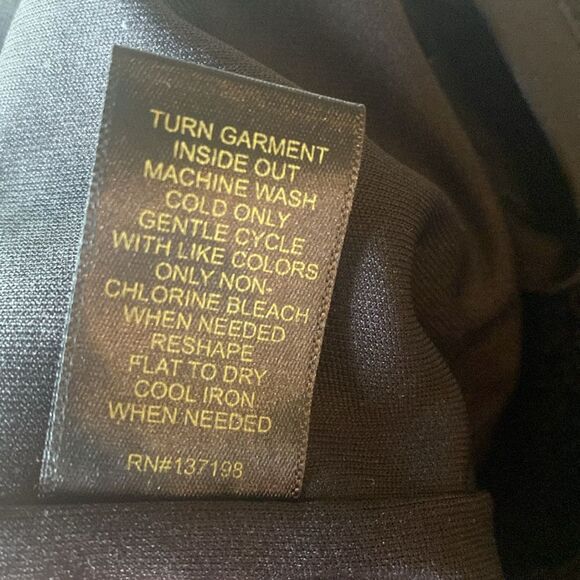 TURN GARMENT
INSIDE OUT
MACHINE WASH
COLD ONLY
GENTLE CYCLE
WITH LIKE COLORS
ONLY NON-
CHLORINE BLEACH
WHEN NEEDED
RESHAPE
FLAT TO DRY
COOL IRON
WHEN NEEDED
RN#137198